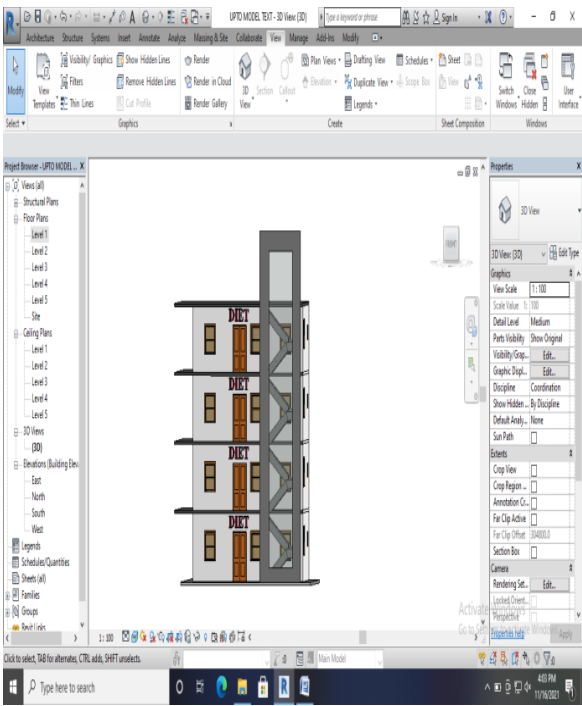 UPTO MODEL TEXT - 3D View: {3D}
Type a keyword or phrase
Sign In
Architecture Structure Systems Insert Annotate Analyze Massing & Site Collaborate View Manage Add-Ins Modify
Modify
View Templates
Visibility/ Graphics
Filters
Thin Lines
Show Hidden Lines
Remove Hidden Lines
Cut Profile
Render
Render in Cloud
Render Gallery
3D View
Section
Callout
Plan Views
Elevation
Drafting View
Duplicate View
Legends
Schedules
Scope Box
Sheet
View
Switch Windows
Close Hidden
User Interface
Select
Graphics
Create
Sheet Composition
Windows
Project Browser - UPTO MODEL ...
Views (all)
Structural Plans
Floor Plans
Level 1
Level 2
Level 3
Level 4
Level 5
Site
Ceiling Plans
Level 1
Level 2
Level 3
Level 4
Level 5
3D Views
{3D}
Elevations (Building Elev
East
North
South
West
Legends
Schedules/Quantities
Sheets (all)
Families
Groups
Revit Links
DIET
DIET
DIET
DIET
FRONT
Properties
3D View
3D View: {3D}
Edit Type
Graphics
View Scale 1 : 100
Scale Value 1: 100
Detail Level Medium
Parts Visibility Show Original
Visibility/Grap... Edit...
Graphic Displ... Edit...
Discipline Coordination
Show Hidden ... By Discipline
Default Analy... None
Sun Path
Extents
Crop View
Crop Region ...
Annotation Cr...
Far Clip Active
Far Clip Offset 304800.0
Section Box
Camera
Rendering Set... Edit...
Locked Orient...
Perspective
Properties help
Apply
Activate Windows
1 : 100
Click to select, TAB for alternates, CTRL adds, SHIFT unselects.
:0
Main Model
:0
Type here to search
4:03 PM
11/16/2021